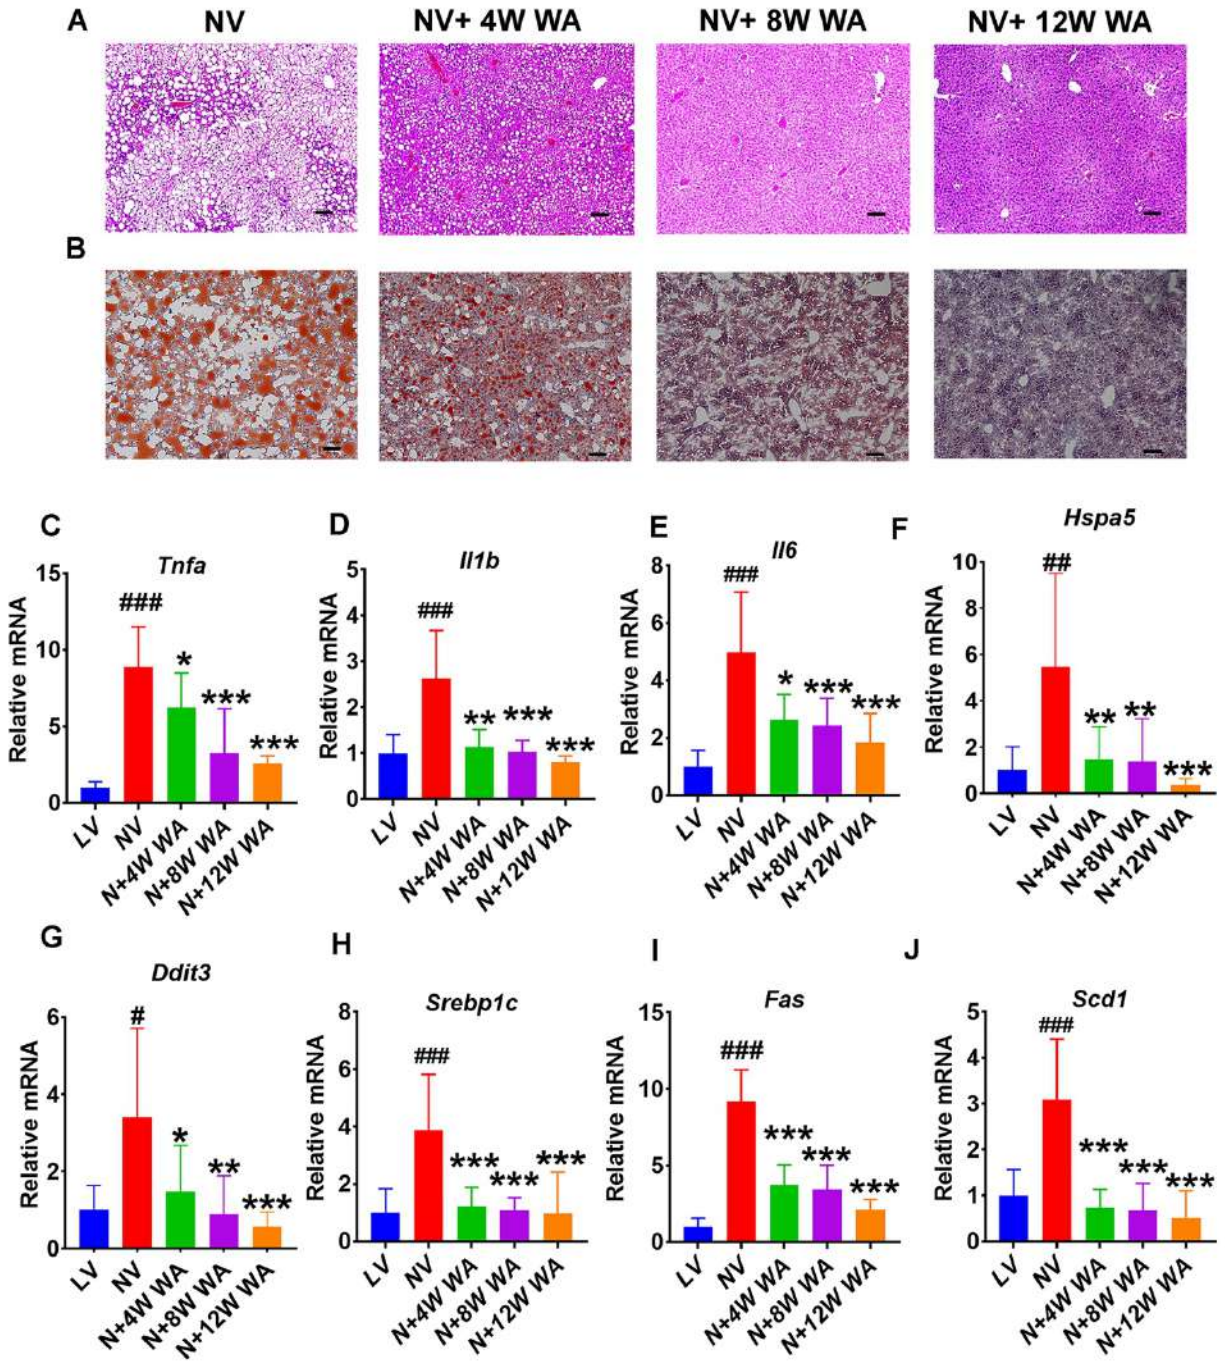 A NV NV+ 4W WA NV+ 8W WA NV+ 12W WA
B
C Tnfa
Relative mRNA
15
10
5
0
###
*
***
***
LV NV N+4W WA N+8W WA N+12W WA
D Il1b
Relative mRNA
5
4
3
2
1
0
###
**
***
***
LV NV N+4W WA N+8W WA N+12W WA
E Il6
Relative mRNA
8
6
4
2
0
###
*
***
***
LV NV N+4W WA N+8W WA N+12W WA
F Hspa5
Relative mRNA
10
8
6
4
2
0
##
**
**
***
LV NV N+4W WA N+8W WA N+12W WA
G Ddit3
Relative mRNA
6
4
2
0
#
*
**
***
LV NV N+4W WA N+8W WA N+12W WA
H Srebp1c
Relative mRNA
8
6
4
2
0
###
***
***
***
LV NV N+4W WA N+8W WA N+12W WA
I Fas
Relative mRNA
15
10
5
0
###
***
***
***
LV NV N+4W WA N+8W WA N+12W WA
J Scd1
Relative mRNA
5
4
3
2
1
0
###
***
***
***
LV NV N+4W WA N+8W WA N+12W WA